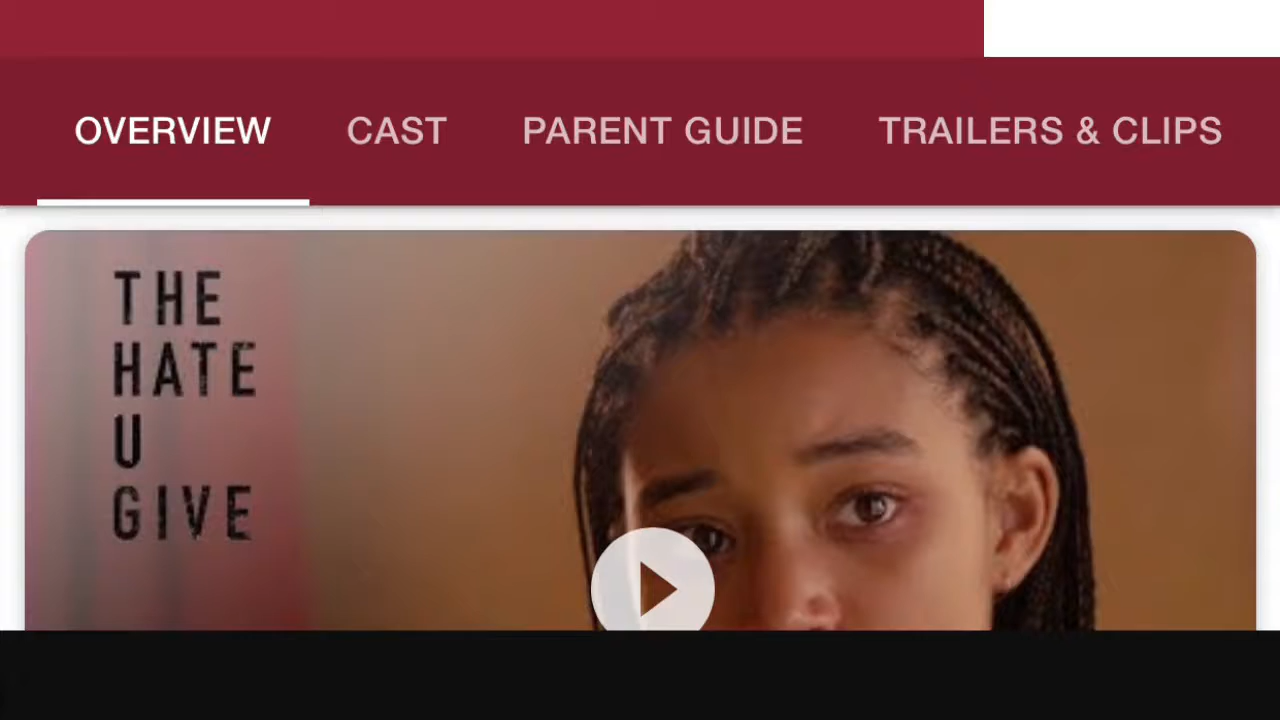 OVERVIEW CAST PARENT GUIDE TRAILERS & CLIPS
THE
HATE
U
GIVE